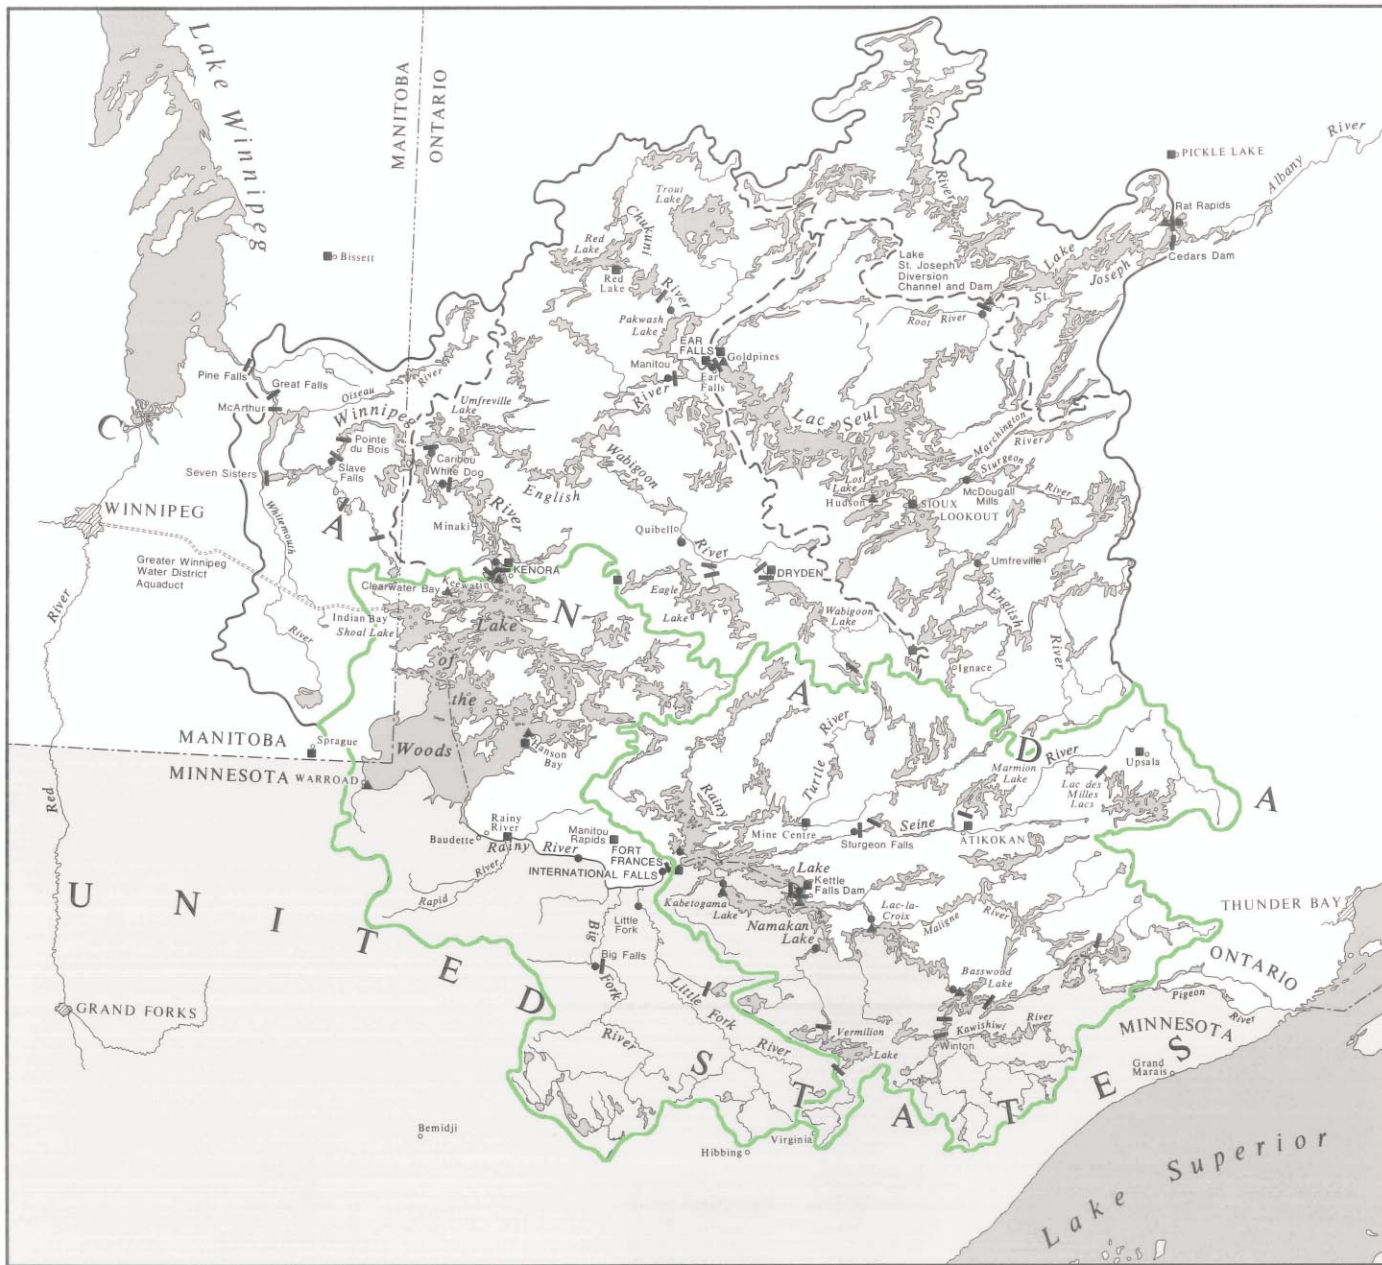 Lake Winnipeg
MANITOBA
ONTARIO
Cat
River
River
Albany
PICKLE LAKE
Rat Rapids
Cedars Dam
Trout
Lake
Chukuni
River
Red
Lake
Red
Lake
Bissett
Lake
St. Joseph
Diversion
Channel and Dam
Lake
St. Joseph
Root River
Pakwash
Lake
EAR
FALLS
Goldpines
Manitou
Ear
Falls
River
Pine Falls
Great Falls
Oiseau
River
McArthur
Winnipeg
Umfreville
Lake
Lac Seul
Marchington
River
C
Pointe
du Bois
Caribou
Slave
Falls
White Dog
Seven Sisters
Wabigoon
English
River
Lost
Lake
Sturgeon
River
McDougall
Mills
Hudson
SIOUX
LOOKOUT
WINNIPEG
A
Whitemouth
Minaki
Quibell
River
Greater Winnipeg
Water District
Aquaduct
Umfreville
KENORA
DRYDEN
Keewatin
Clearwater Bay
Eagle
Lake
English
River
Wabigoon
Lake
N
Indian Bay
Shoal Lake
Lake
of
the
Woods
River
River
Ignace
A
Red
River
MANITOBA
Sprague
Hanson
Bay
River
Turtle
D
River
Upsala
Marmion
Lake
Lac des
Milles
Lacs
MINNESOTA
WARROAD
A
Rainy
Lake
Rainy
River
Baudette
Rainy River
Manitou
Rapids
FORT
FRANCES
INTERNATIONAL FALLS
Mine Centre
Seine
Sturgeon Falls
ATIKOKAN
Kettle
Falls Dam
Rapid
River
Kabetogama
Lake
Namakan
Lake
Lac-la-
Croix
Maligne
River
THUNDER BAY
U N I T E D
Little
Fork
Big
Fork
River
Big Falls
Little
Fork
River
Basswood
Lake
ONTARIO
Pigeon
River
GRAND FORKS
MINNESOTA
Vermilion
Lake
Kawishiwi
River
Winton
S T A T E S
Grand
Marais
Bemidji
Virginia
Hibbing
Lake Superior